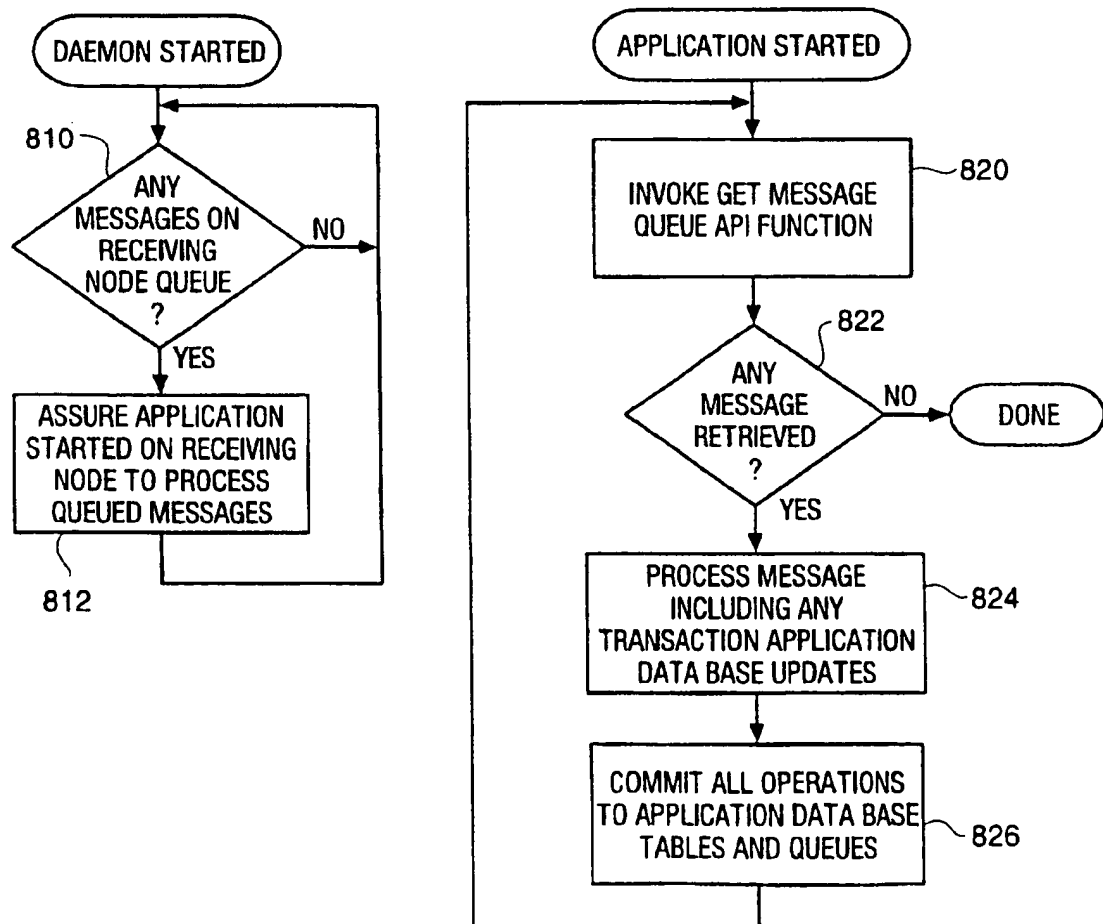 DAEMON STARTED
810
ANY
MESSAGES ON
RECEIVING
NODE QUEUE
?
NO
YES
ASSURE APPLICATION
STARTED ON RECEIVING
NODE TO PROCESS
QUEUED MESSAGES
812
APPLICATION STARTED
INVOKE GET MESSAGE
QUEUE API FUNCTION
820
822
ANY
MESSAGE
RETRIEVED
?
NO
DONE
YES
PROCESS MESSAGE
INCLUDING ANY
TRANSACTION APPLICATION
DATA BASE UPDATES
824
COMMIT ALL OPERATIONS
TO APPLICATION DATA BASE
TABLES AND QUEUES
826